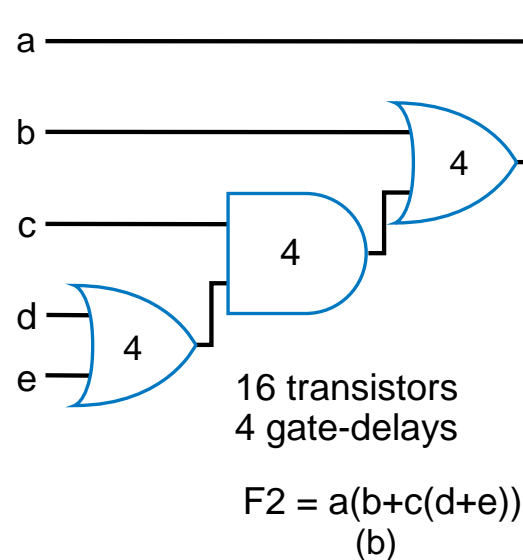 a
b
4
c
4
d
4
e
16 transistors
4 gate-delays
F2 = a(b+c(d+e))
(b)